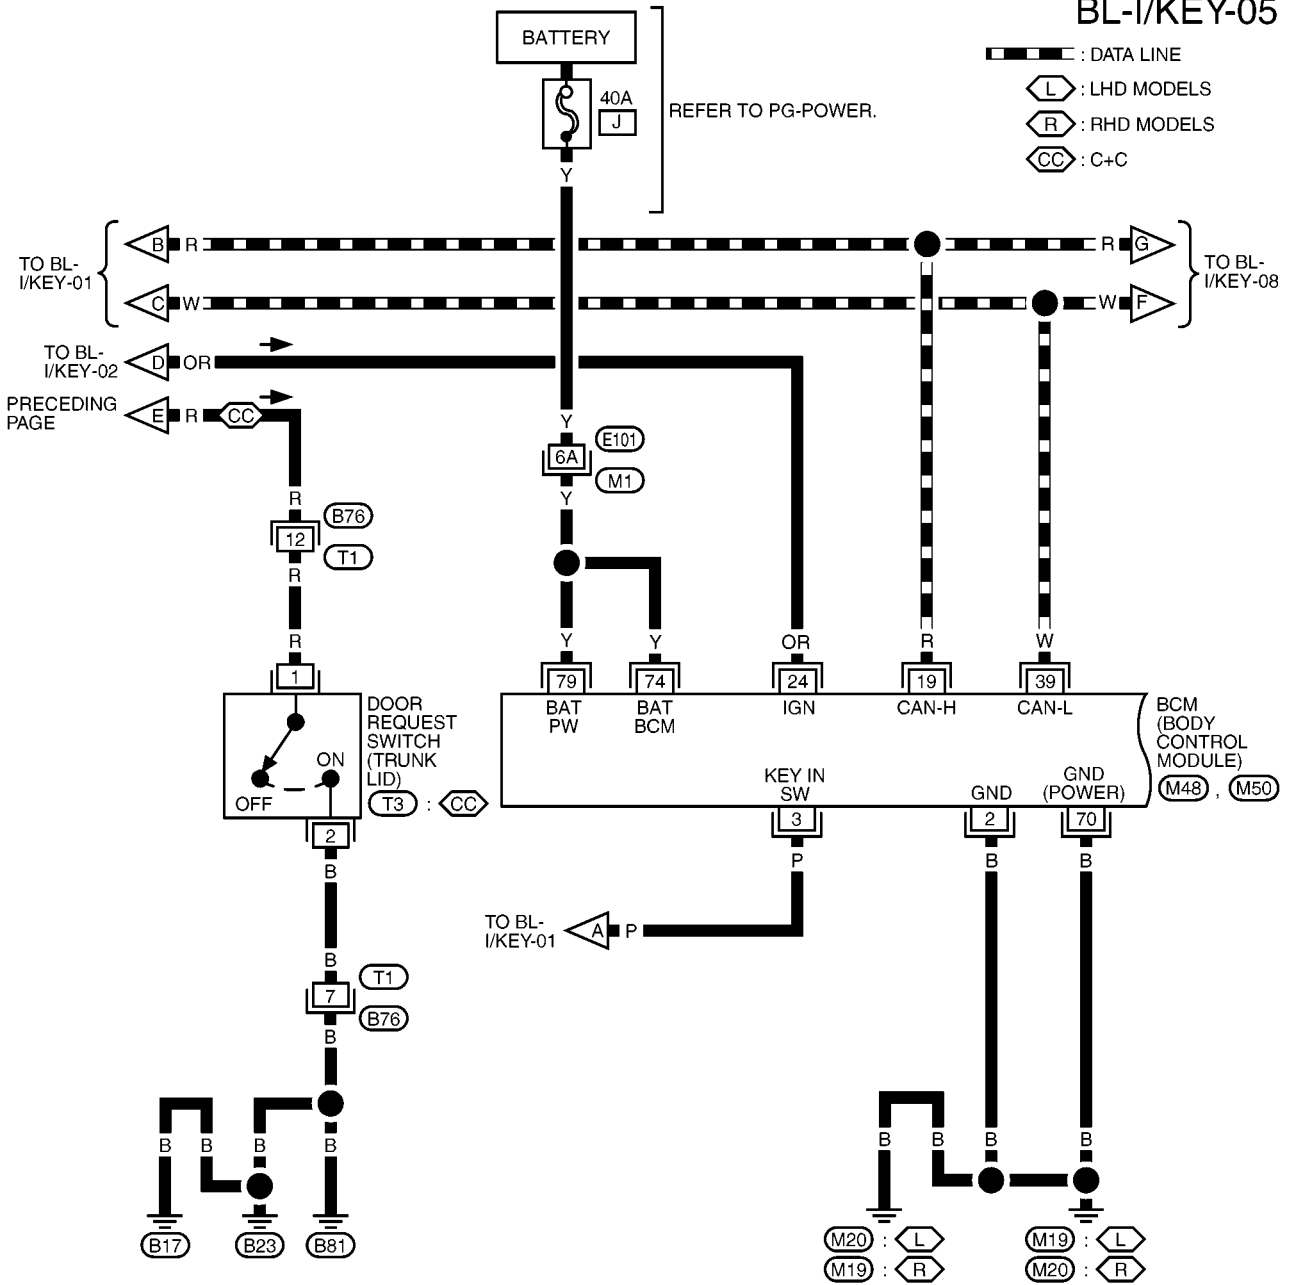 BL-I/KEY-05
BATTERY
: DATA LINE
40A
J
REFER TO PG-POWER.
L : LHD MODELS
R : RHD MODELS
CC : C+C
Y
TO BL-
I/KEY-01
B R
R G
C W
W F
TO BL-
I/KEY-08
TO BL-
I/KEY-02
D OR
PRECEDING
PAGE
E R CC
Y
6A
E101
M1
Y
R
B76
12
T1
R
R
Y
Y
OR
R
W
1
79
74
24
19
39
DOOR
REQUEST
SWITCH
(TRUNK
LID)
T3 : CC
ON
OFF
BAT
PW
BAT
BCM
IGN
CAN-H
CAN-L
BCM
(BODY
CONTROL
MODULE)
M48 , M50
KEY IN
SW
GND
GND
(POWER)
2
3
2
70
B
P
B
B
TO BL-
I/KEY-01
A P
B
T1
7
B76
B
B
B
B
B
B
B
B
B
B17
B23
B81
M20 : L
M19 : R
M19 : L
M20 : R